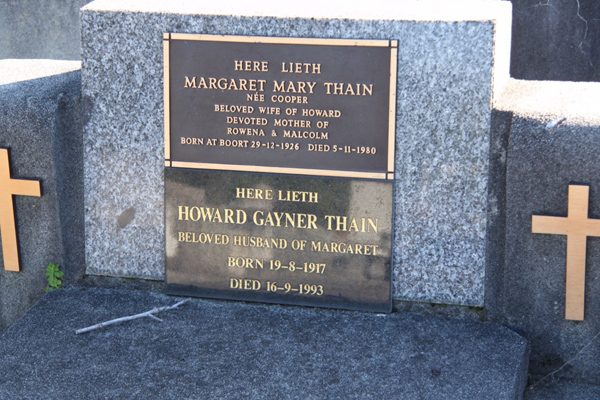 HERE LIETH
MARGARET MARY THAIN
NÉE COOPER
BELOVED WIFE OF HOWARD
DEVOTED MOTHER OF
ROWENA & MALCOLM
BORN AT BOORT 29-12-1926 DIED 5-11-1980
HERE LIETH
HOWARD GAYNER THAIN
BELOVED HUSBAND OF MARGARET
BORN 19-8-1917
DIED 16-9-1993